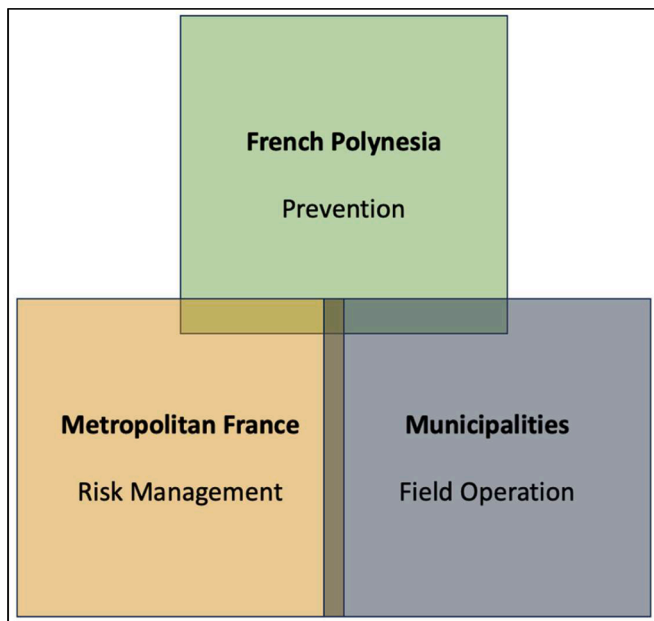 French Polynesia
Prevention
Metropolitan France
Risk Management
Municipalities
Field Operation